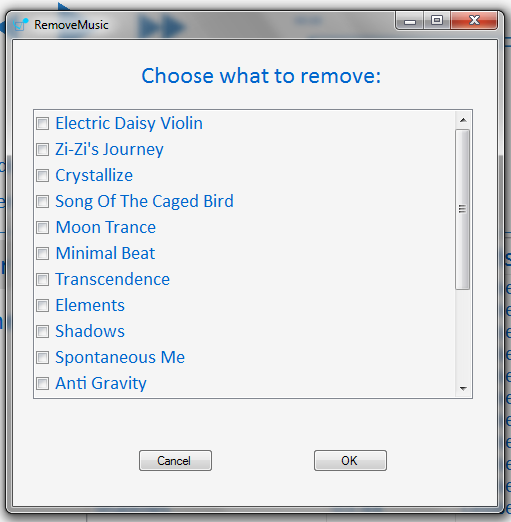 RemoveMusic
Choose what to remove:
Electric Daisy Violin
Zi-Zi's Journey
Crystallize
Song Of The Caged Bird
Moon Trance
Minimal Beat
Transcendence
Elements
Shadows
Spontaneous Me
Anti Gravity
Cancel
OK